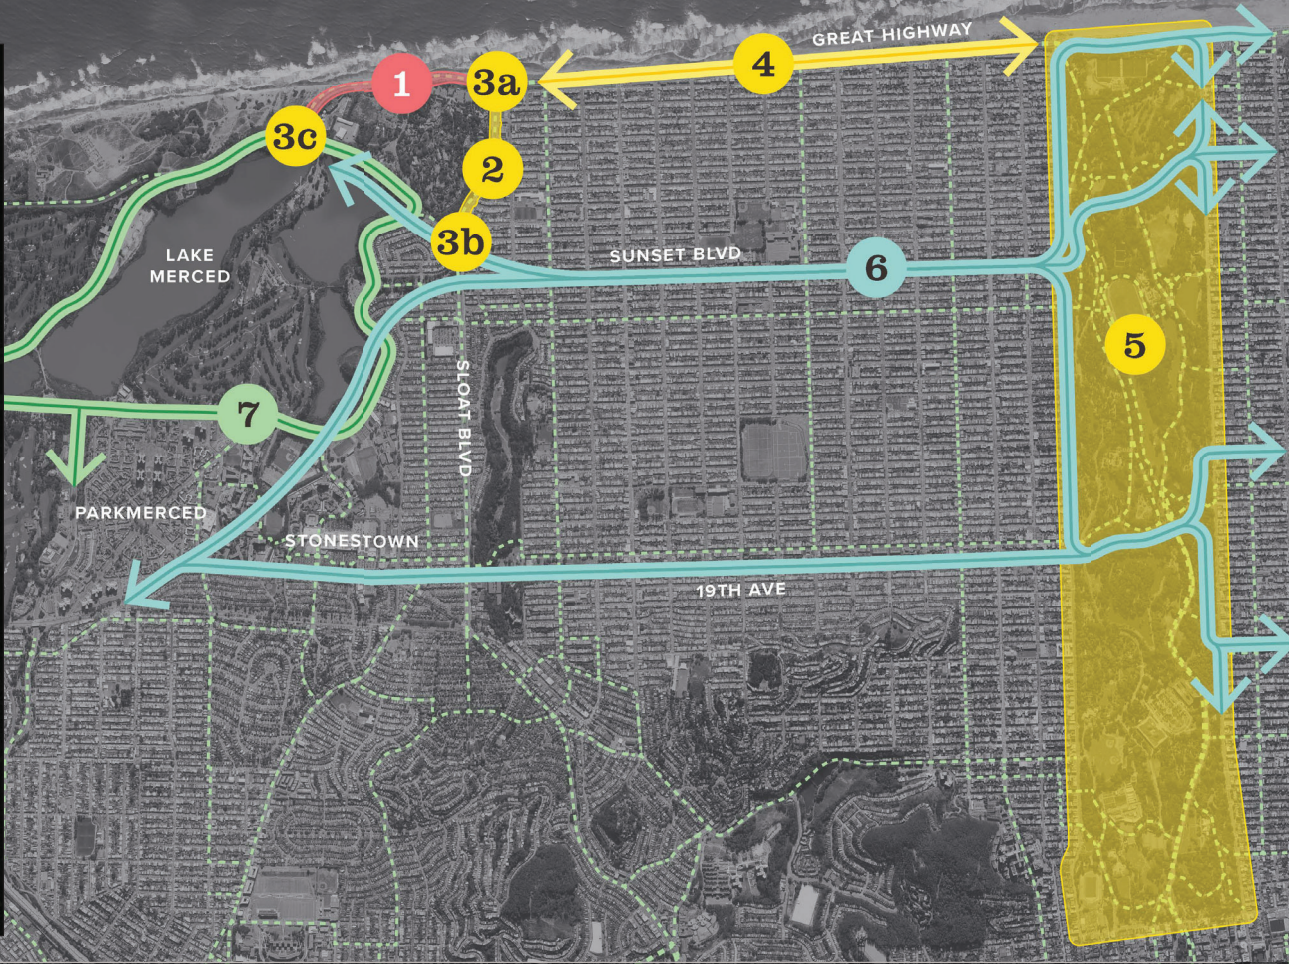 GREAT HIGHWAY
4
1
3a
3c
2
3b
LAKE
MERCED
SUNSET BLVD
6
5
SLOAT BLVD
7
PARKMERCED
STONESTOWN
19TH AVE